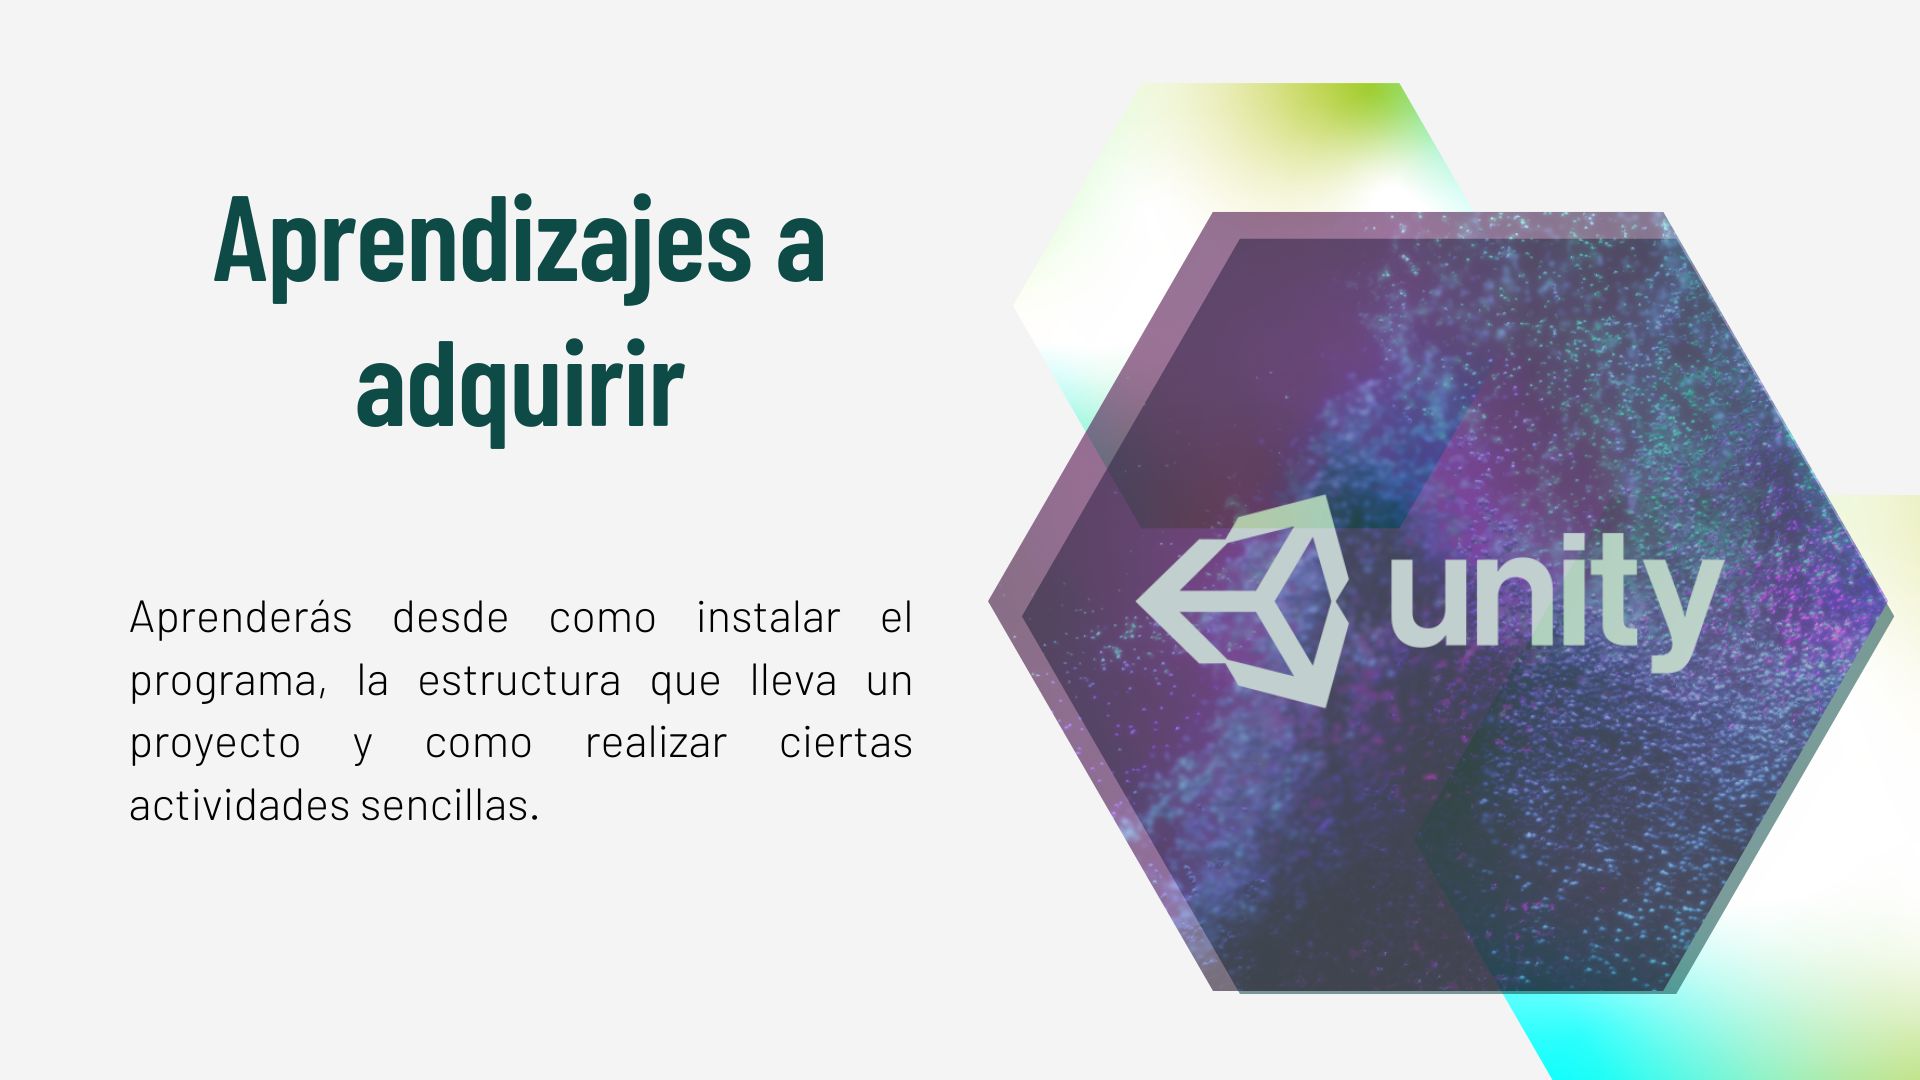 Aprendizajes a
adquirir
Aprenderás desde como instalar el
programa, la estructura que lleva un
proyecto y como realizar ciertas
actividades sencillas.
unity